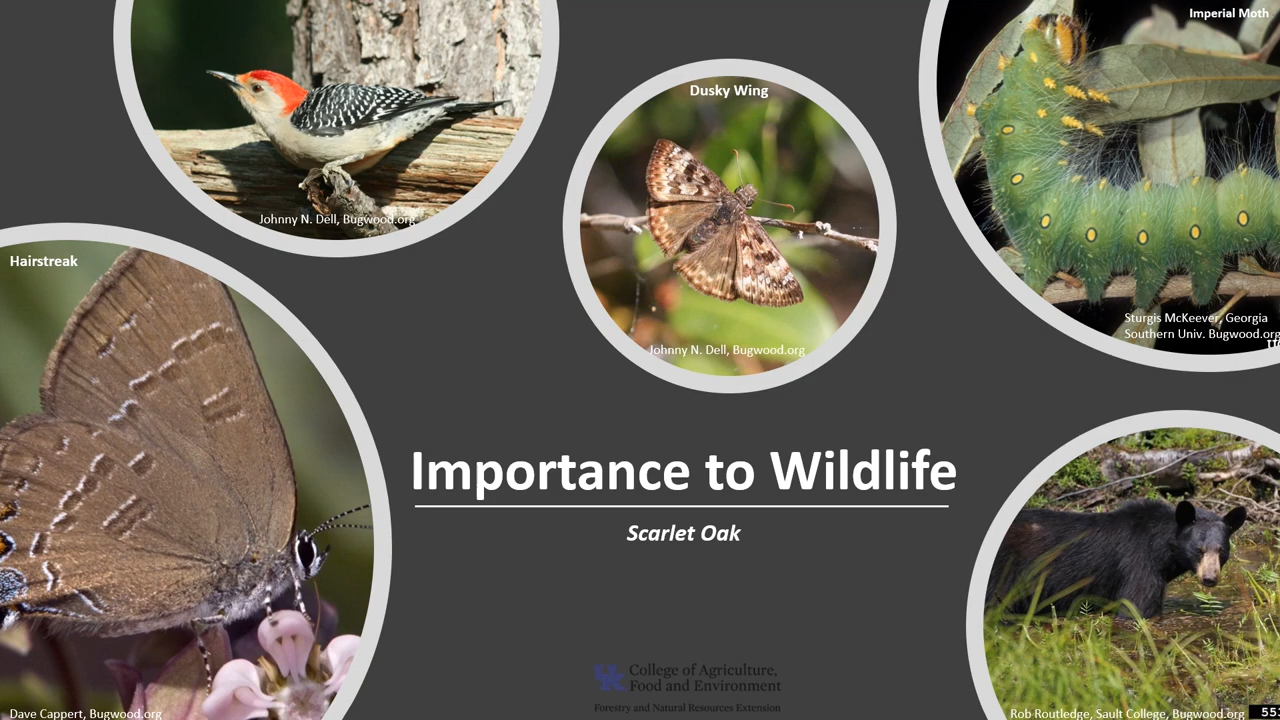 Imperial Moth
Dusky Wing
Johnny N. Dell, Bugwood.org
Hairstreak
Sturgis McKeever, Georgia
Southern Univ. Bugwood.org
Johnny N. Dell, Bugwood.org
Importance to Wildlife
Scarlet Oak
College of Agriculture,
Food and Environment
Forestry and Natural Resources Extension
Dave Cappert, Bugwood.org
Rob Routledge, Sault College, Bugwood.org